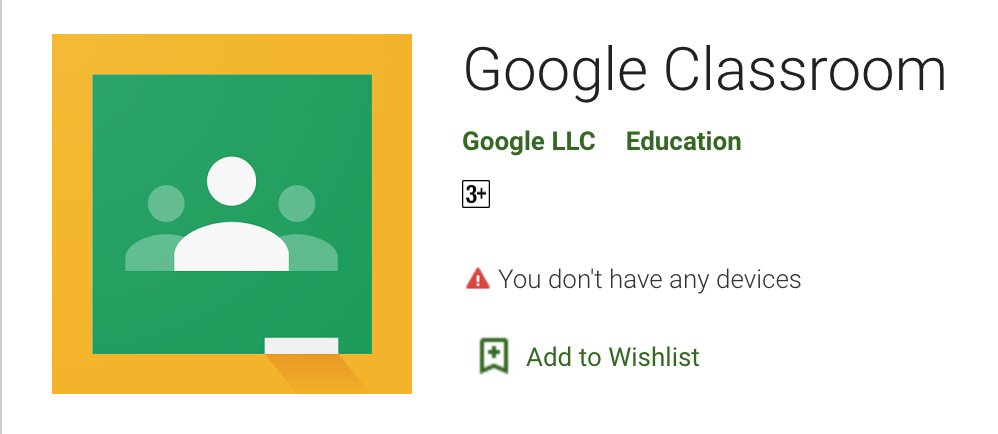 Google Classroom
Google LLC Education
3+
You don't have any devices
Add to Wishlist